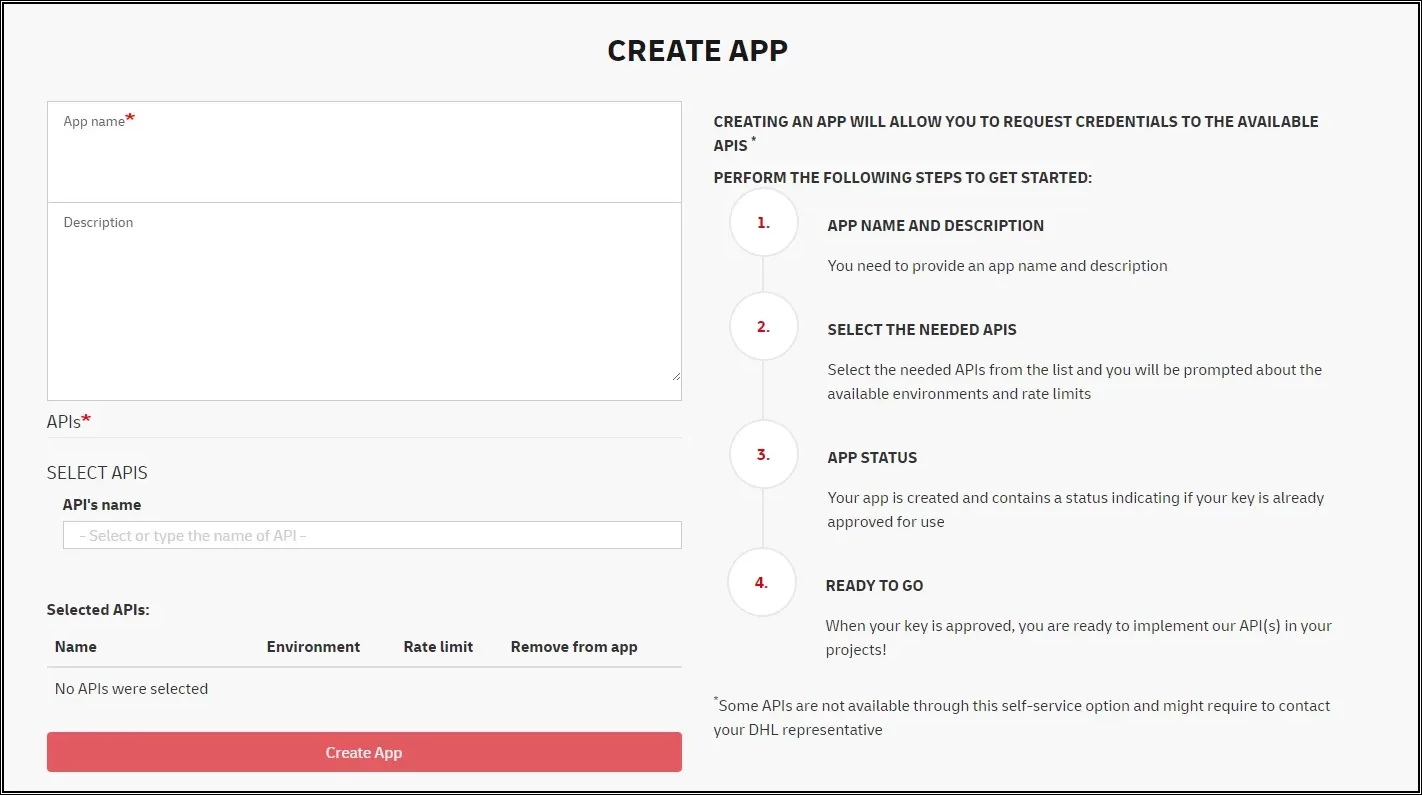 CREATE APP
App name*
Description
APIs*
SELECT APIS
API's name
- Select or type the name of API -
Selected APIs:
Name Environment Rate limit Remove from app
No APIs were selected
Create App
CREATING AN APP WILL ALLOW YOU TO REQUEST CREDENTIALS TO THE AVAILABLE
APIS *
PERFORM THE FOLLOWING STEPS TO GET STARTED:
1. APP NAME AND DESCRIPTION
You need to provide an app name and description
2. SELECT THE NEEDED APIS
Select the needed APIs from the list and you will be prompted about the
available environments and rate limits
3. APP STATUS
Your app is created and contains a status indicating if your key is already
approved for use
4. READY TO GO
When your key is approved, you are ready to implement our API(s) in your
projects!
*Some APIs are not available through this self-service option and might require to contact
your DHL representative